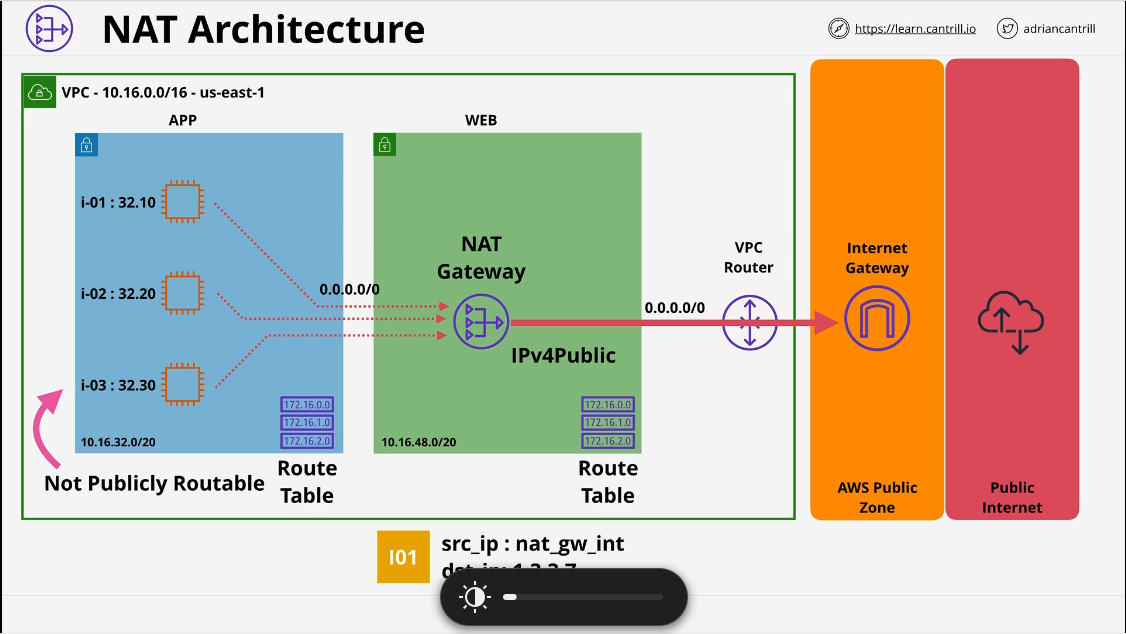 NAT Architecture
https://learn.cantrill.io
adriancantrill
VPC - 10.16.0.0/16 - us-east-1
APP
WEB
i-01 : 32.10
i-02 : 32.20
i-03 : 32.30
0.0.0.0/0
NAT
Gateway
IPv4Public
0.0.0.0/0
VPC
Router
Internet
Gateway
172.16.0.0
172.16.1.0
172.16.2.0
10.16.32.0/20
172.16.0.0
172.16.1.0
172.16.2.0
10.16.48.0/20
Not Publicly Routable
Route
Table
Route
Table
AWS Public
Zone
Public
Internet
I01
src_ip : nat_gw_int
dst_ip: